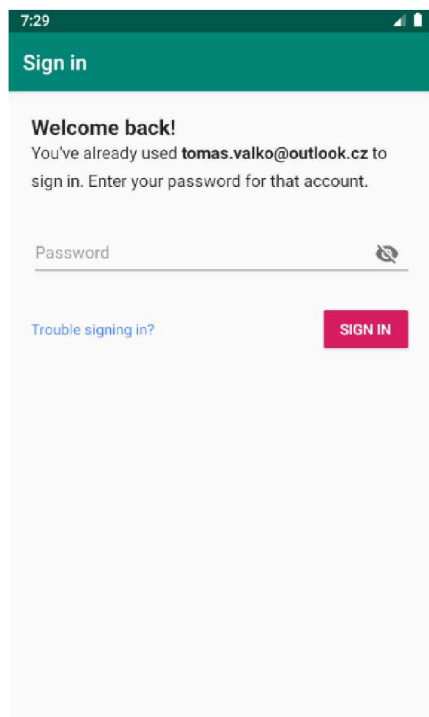 7:29
Sign in
Welcome back!
You've already used tomas.valko@outlook.cz to
sign in. Enter your password for that account.
Password
Trouble signing in?
SIGN IN